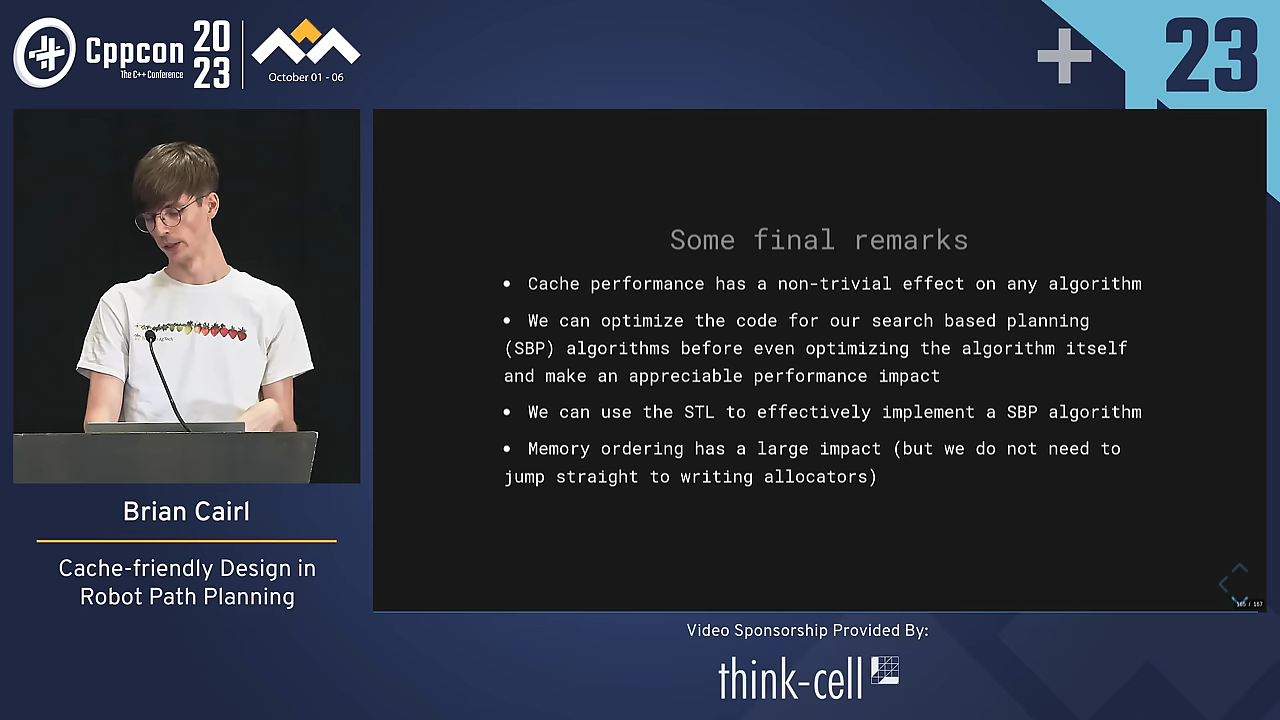 Cppcon
The C++ Conference
20
23
October 01 - 06
23
Some final remarks
• Cache performance has a non-trivial effect on any algorithm
• We can optimize the code for our search based planning
(SBP) algorithms before even optimizing the algorithm itself
and make an appreciable performance impact
• We can use the STL to effectively implement a SBP algorithm
• Memory ordering has a large impact (but we do not need to
jump straight to writing allocators)
/ 167
Brian Cairl
Cache-friendly Design in
Robot Path Planning
Video Sponsorship Provided By:
think-cell